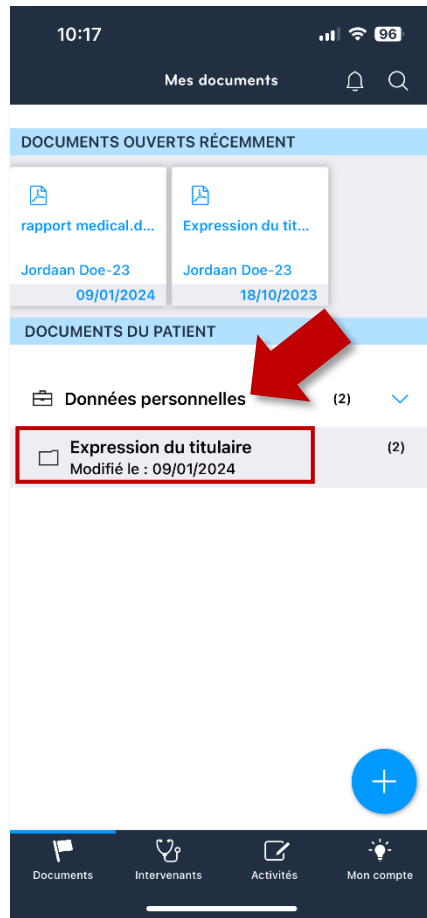 10:17
96
Mes documents
DOCUMENTS OUVERTS RÉCEMMENT
rapport medical.d...
Jordaan Doe-23
09/01/2024
Expression du tit...
Jordaan Doe-23
18/10/2023
DOCUMENTS DU PATIENT
Données personnelles (2)
Expression du titulaire (2)
Modifié le : 09/01/2024
Documents Intervenants Activités Mon compte